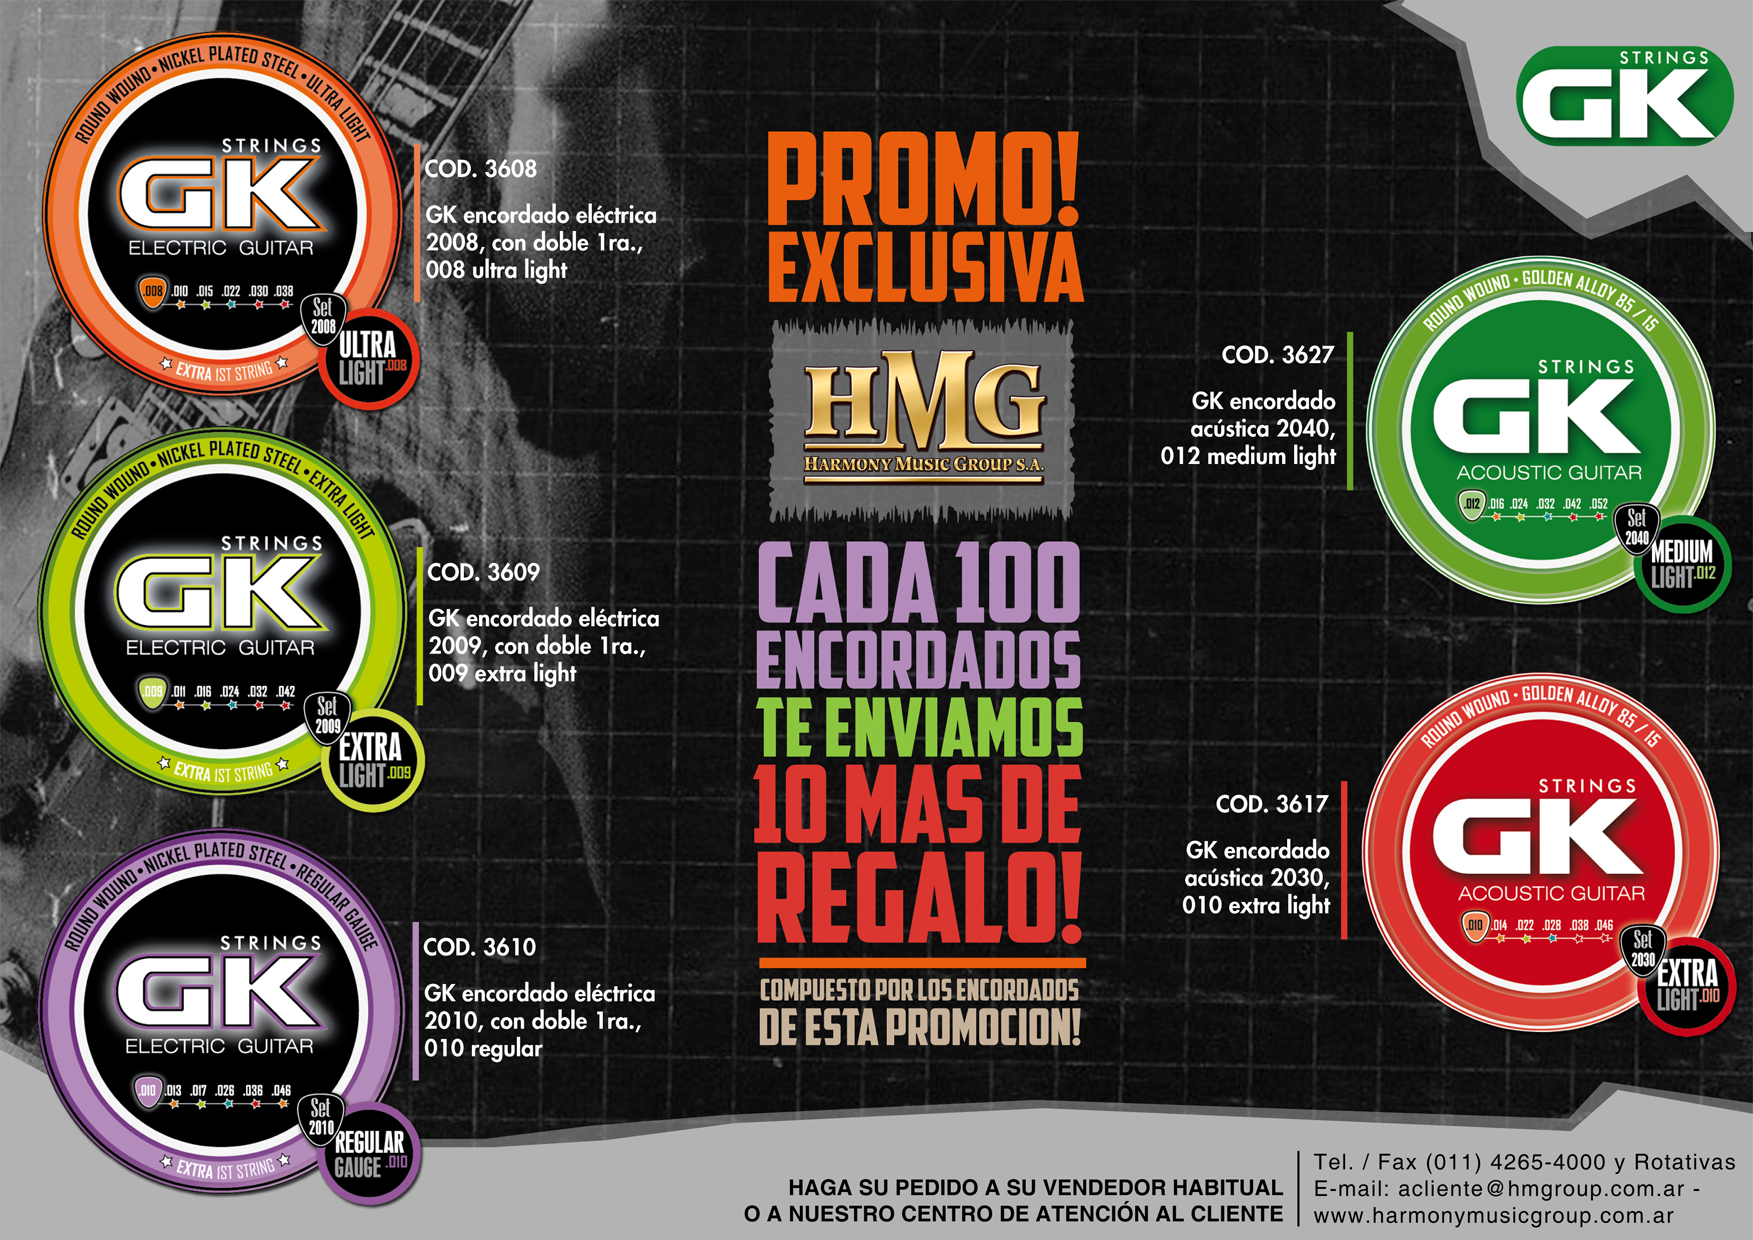 ROUND WOUND • NICKEL PLATED STEEL • ULTRA LIGHT
STRINGS
GK
ELECTRIC GUITAR
.008 .010 .015 .022 .030 .038
Set
2008
ULTRA
LIGHT.008
EXTRA 1ST STRING
COD. 3608
GK encordado eléctrica
2008, con doble 1ra.,
008 ultra light
ROUND WOUND • NICKEL PLATED STEEL • EXTRA LIGHT
STRINGS
GK
ELECTRIC GUITAR
.009 .011 .016 .024 .032 .042
Set
2009
EXTRA
LIGHT.009
EXTRA 1ST STRING
COD. 3609
GK encordado eléctrica
2009, con doble 1ra.,
009 extra light
ROUND WOUND • NICKEL PLATED STEEL • REGULAR GAUGE
STRINGS
GK
ELECTRIC GUITAR
.010 .013 .017 .026 .036 .046
Set
2010
REGULAR
GAUGE.010
EXTRA 1ST STRING
COD. 3610
GK encordado eléctrica
2010, con doble 1ra.,
010 regular
PROMO!
EXCLUSIVA
HMG
HARMONY MUSIC GROUP S.A.
CADA 100
ENCORDADOS
TE ENVIAMOS
10 MAS DE
REGALO!
COMPUESTO POR LOS ENCORDADOS
DE ESTA PROMOCION!
STRINGS
GK
COD. 3627
GK encordado
acústica 2040,
012 medium light
ROUND WOUND • GOLDEN ALLOY 85 / 15
STRINGS
GK
ACOUSTIC GUITAR
.012 .016 .024 .032 .042 .052
Set
2040
MEDIUM
LIGHT.012
COD. 3617
GK encordado
acústica 2030,
010 extra light
ROUND WOUND • GOLDEN ALLOY 85 / 15
STRINGS
GK
ACOUSTIC GUITAR
.010 .014 .022 .028 .038 .046
Set
2030
EXTRA
LIGHT.010
HAGA SU PEDIDO A SU VENDEDOR HABITUAL
O A NUESTRO CENTRO DE ATENCIÓN AL CLIENTE
Tel. / Fax (011) 4265-4000 y Rotativas
E-mail: acliente@hmgroup.com.ar -
www.harmonymusicgroup.com.ar